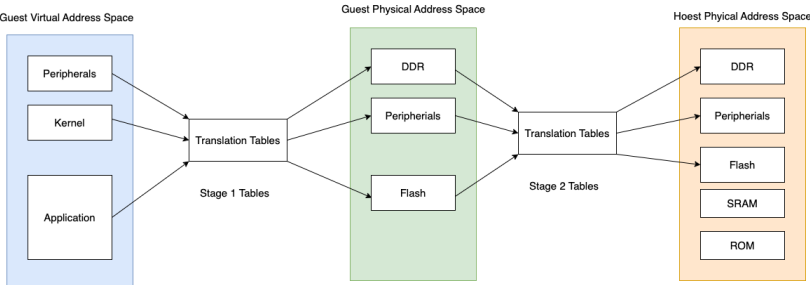 Guest Virtual Address Space
Peripherals
Kernel
Application
Translation Tables
Stage 1 Tables
Guest Physical Address Space
DDR
Peripherials
Flash
Translation Tables
Stage 2 Tables
Hoest Phyical Address Space
DDR
Peripherials
Flash
SRAM
ROM